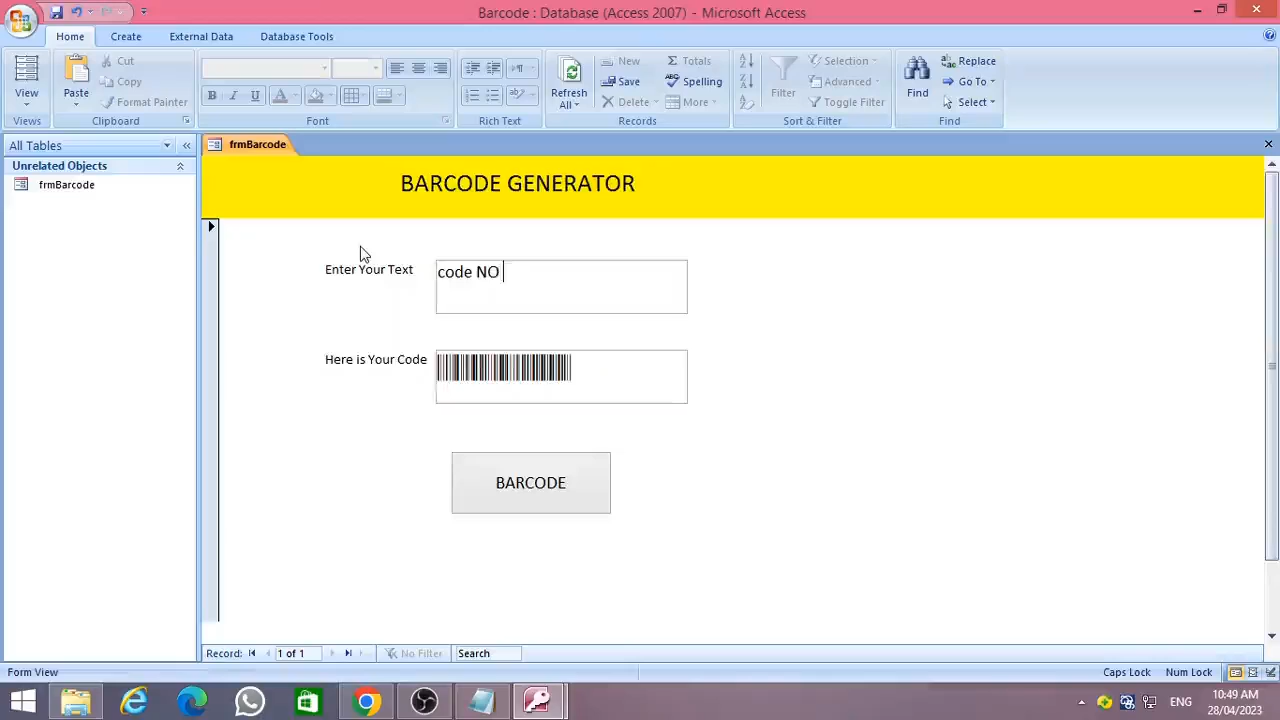 Barcode : Database (Access 2007) - Microsoft Access
Home Create External Data Database Tools
View
Views
Paste
Cut
Copy
Format Painter
Clipboard
B I U A
Font
Rich Text
Refresh All
New
Save
Delete
Totals
Spelling
More
Records
Filter
Selection
Advanced
Toggle Filter
Sort & Filter
Find
Replace
Go To
Select
Find
All Tables
Unrelated Objects
frmBarcode
frmBarcode
BARCODE GENERATOR
Enter Your Text code NO
Here is Your Code
BARCODE
Record: 1 of 1 No Filter Search
Form View Caps Lock Num Lock
ENG
10:49 AM
28/04/2023